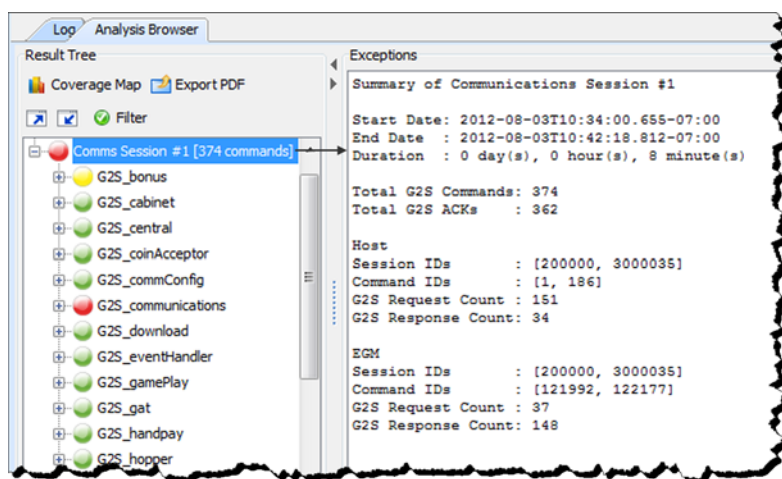 Log
Analysis Browser
Result Tree
Coverage Map
Export PDF
Filter
Comms Session #1 [374 commands]
G2S_bonus
G2S_cabinet
G2S_central
G2S_coinAcceptor
G2S_commConfig
G2S_communications
G2S_download
G2S_eventHandler
G2S_gamePlay
G2S_gat
G2S_handpay
G2S_hopper
Exceptions
Summary of Communications Session #1
Start Date: 2012-08-03T10:34:00.655-07:00
End Date  : 2012-08-03T10:42:18.812-07:00
Duration  : 0 day(s), 0 hour(s), 8 minute(s)
Total G2S Commands: 374
Total G2S ACKs    : 362
Host
Session IDs       : [200000, 3000035]
Command IDs       : [1, 186]
G2S Request Count : 151
G2S Response Count: 34
EGM
Session IDs       : [200000, 3000035]
Command IDs       : [121992, 122177]
G2S Request Count : 37
G2S Response Count: 148